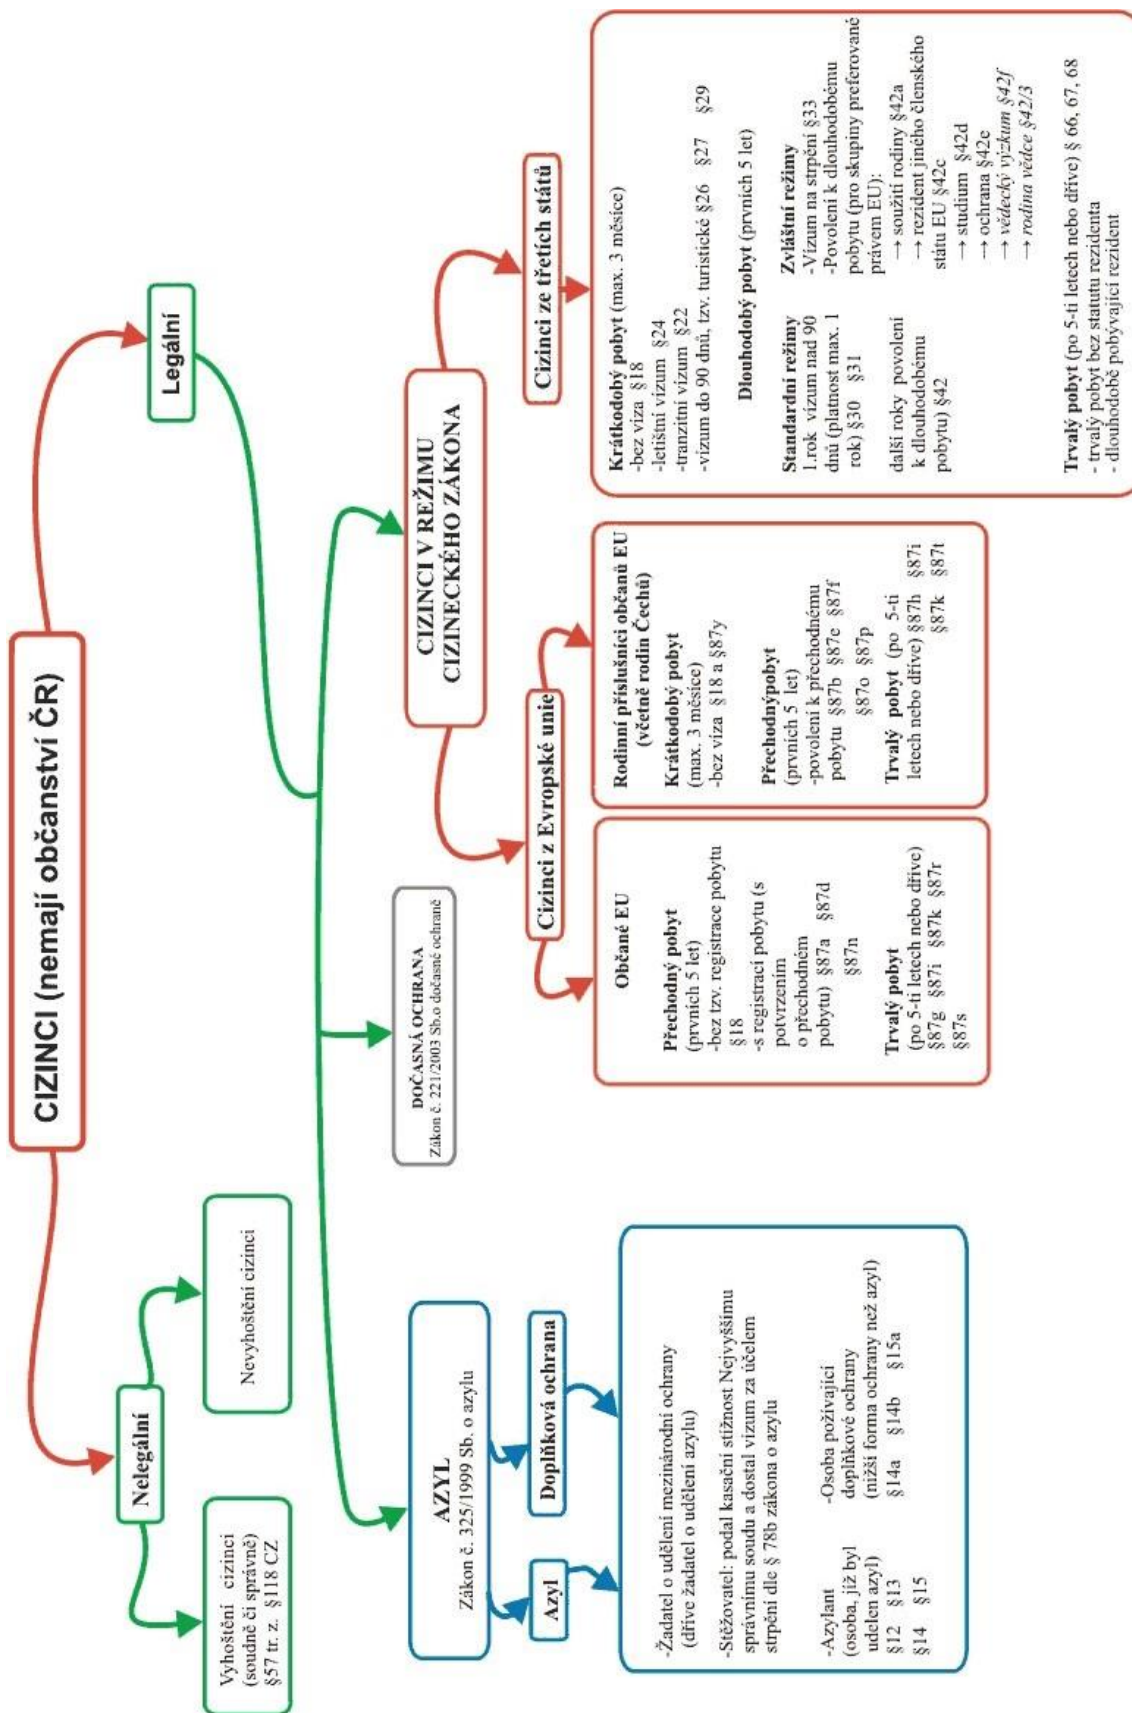 CIZINCI (nemají občanství ČR)
Nelegální
Legální
Vyhoštění cizinci
(soudně či správně)
§57 tr. z. §118 CZ
Nevyhoštění cizinci
AZYL
Zákon č. 325/1999 Sb. o azylu
Azyl
Doplňková ochrana
-Žadatel o udělení mezinárodní ochrany
(dříve žadatel o udělení azylu)
-Stěžovatel: podal kasační stížnost Nejvyššímu
správnímu soudu a dostal vízum za účelem
strpění dle § 78b zákona o azylu
-Azylant
(osoba, jíž byl
udelen azyl)
§12 §13
§14 §15
-Osoba požívající
doplňkové ochrany
(nižší forma ochrany než azyl)
§14a §14b §15a
DOČASNÁ OCHRANA
Zákon č. 221/2003 Sb.o dočasné ochraně
CIZINCI V REŽIMU
CIZINECKÉHO ZÁKONA
Cizinci z Evropské unie
Občané EU
Přechodný pobyt
(prvních 5 let)
-bez tzv. registrace pobytu
§18
-s registrací pobytu (s
potvrzením
o přechodném
pobytu) §87a §87d
§87n
Trvalý pobyt
(po 5-ti letech nebo dříve)
§87g §87i §87k §87r
§87s
Rodinní příslušníci občanů EU
(včetně rodin Čechů)
Krátkodobý pobyt
(max. 3 měsíce)
-bez víza §18 a §87y
Přechodnýpobyt
(prvních 5 let)
-povolení k přechodnému
pobytu §87b §87e §87f
§87o §87p
Trvalý pobyt (po 5-ti
letech nebo dříve) §87h §87i
§87k §87t
Cizinci ze třetích států
Krátkodobý pobyt (max. 3 měsíce)
-bez víza §18
-letištní vízum §24
-tranzitní vízum §22
-vízum do 90 dnů, tzv. turistické §26 §27 §29
Dlouhodobý pobyt (prvních 5 let)
Standardní režimy
1.rok vízum nad 90
dnů (platnost max. 1
rok) §30 §31
další roky povolení
k dlouhodobému
pobytu) §42
Zvláštní režimy
-Vízum na strpění §33
-Povolení k dlouhodobému
pobytu (pro skupiny preferované
právem EU):
→ soužití rodiny §42a
→ rezident jiného členského
státu EU §42c
→ studium §42d
→ochrana §42e
→ vědecký výzkum §42f
→ rodina vědce §42/3
Trvalý pobyt (po 5-ti letech nebo dříve) § 66, 67, 68
- trvalý pobyt bez statutu rezidenta
- dlouhodobě pobývající rezident